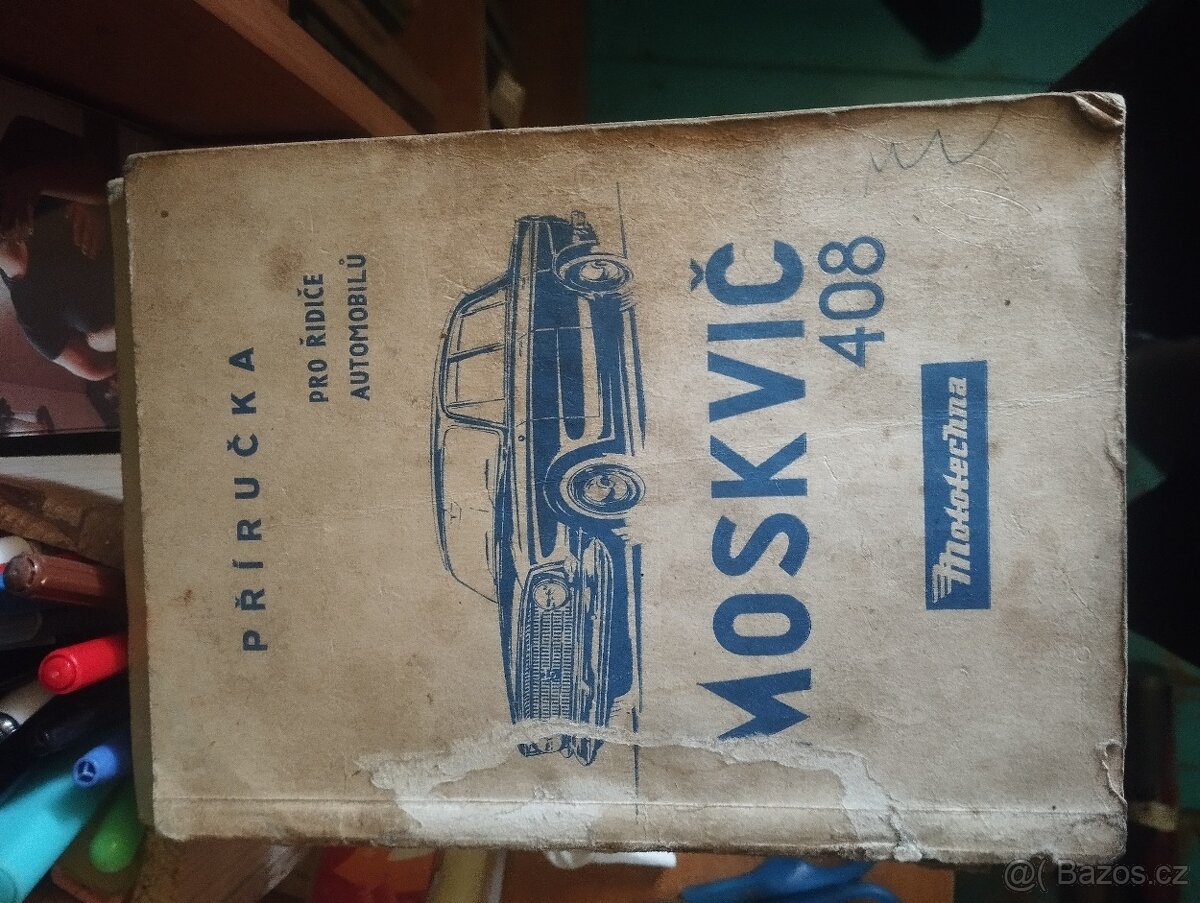 PŘÍRUČKA
PRO ŘIDIČE
AUTOMOBILŮ
MOSKVIČ
408
Mototechna
@( Bazos.cz